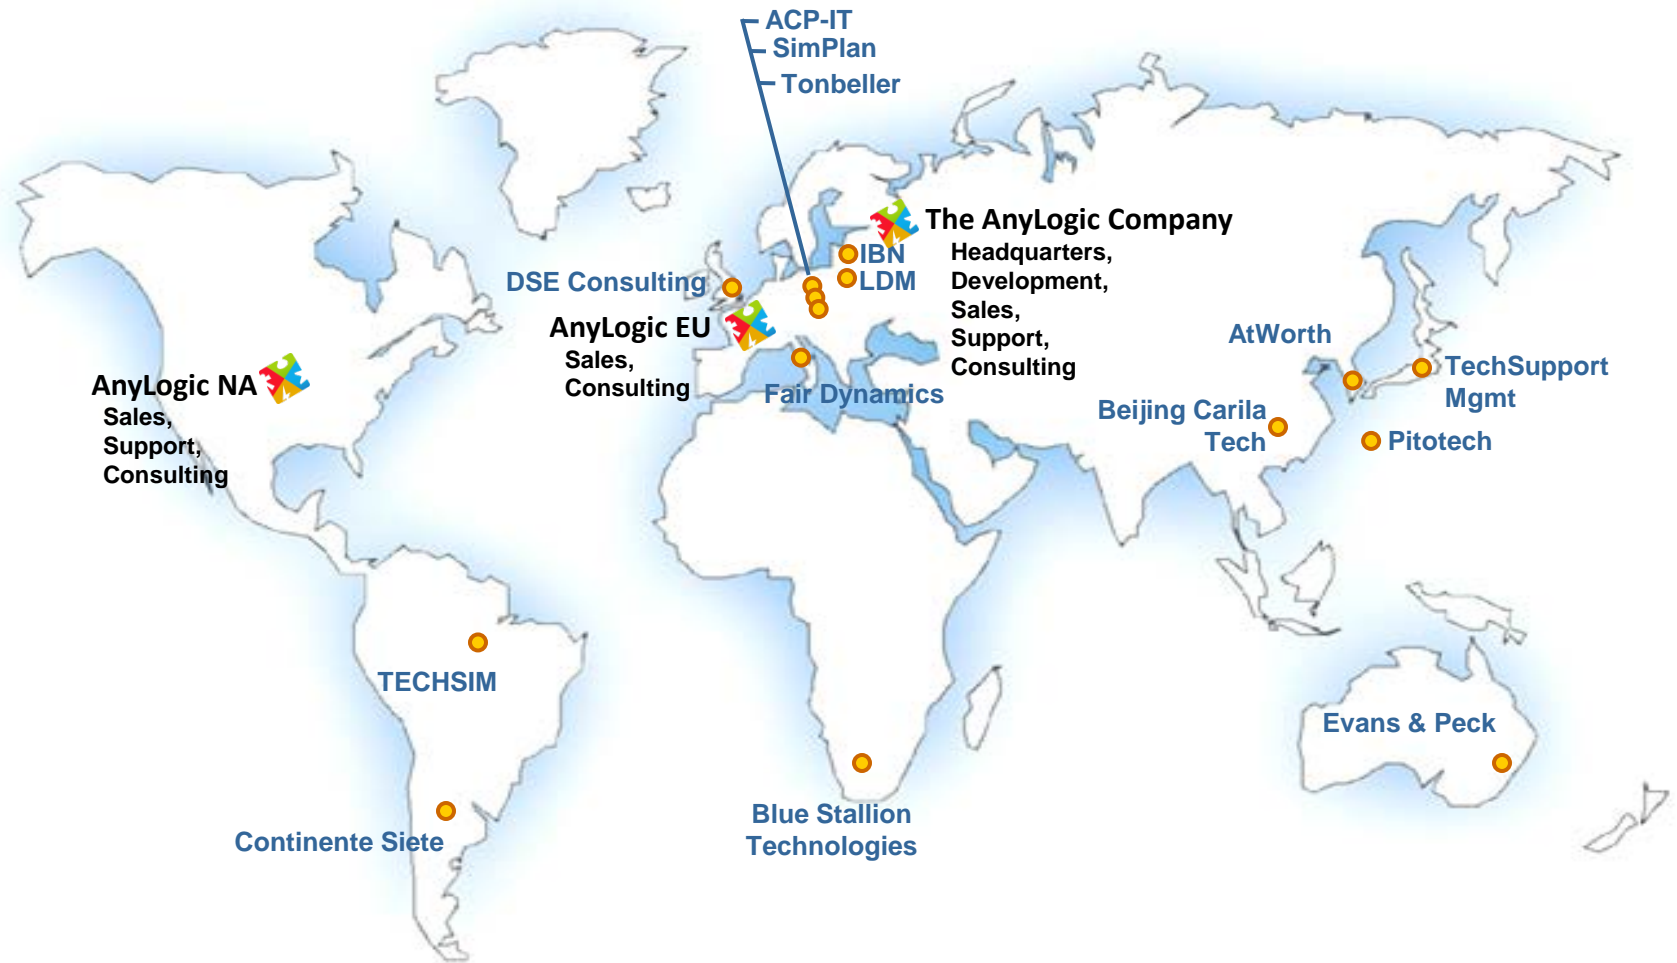 ACP-IT
SimPlan
Tonbeller
The AnyLogic Company
Headquarters,
Development,
Sales,
Support,
Consulting
IBN
LDM
DSE Consulting
AnyLogic EU
Sales,
Consulting
Fair Dynamics
AnyLogic NA
Sales,
Support,
Consulting
AtWorth
TechSupport
Mgmt
Beijing Carila
Tech
Pitotech
TECHSIM
Continente Siete
Blue Stallion
Technologies
Evans & Peck